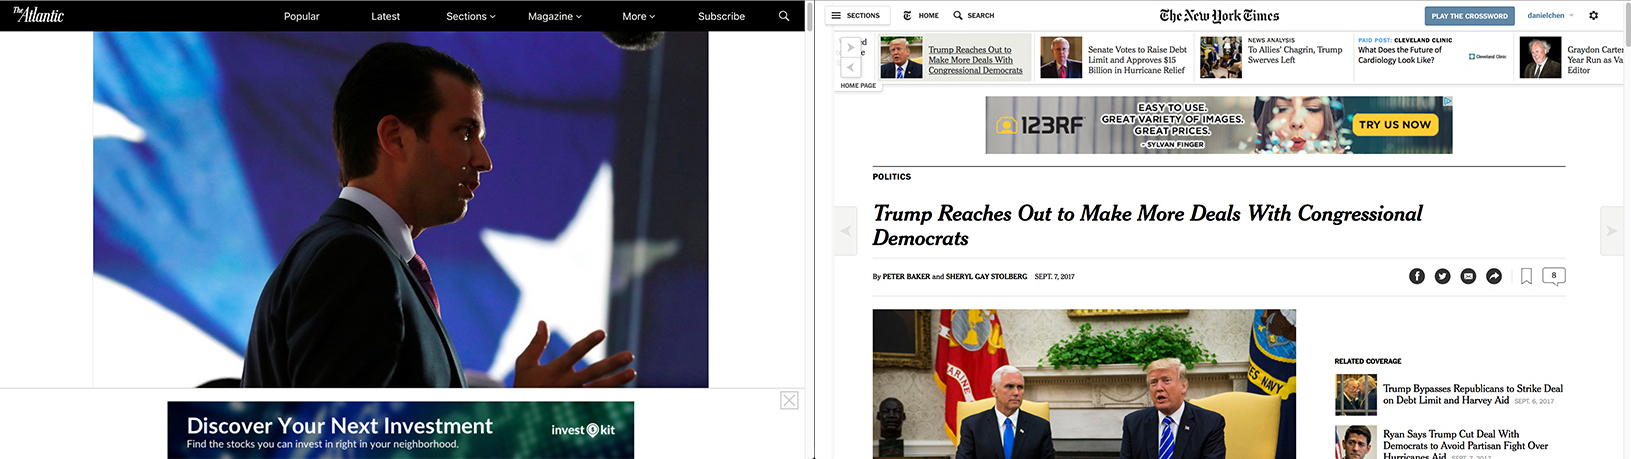 The Atlantic
Popular
Latest
Sections
Magazine
More
Subscribe
Discover Your Next Investment
Find the stocks you can invest in right in your neighborhood.
invest kit
SECTIONS
HOME
SEARCH
The New York Times
PLAY THE CROSSWORD
danielchen
HOME PAGE
Trump Reaches Out to
Make More Deals With
Congressional Democrats
Senate Votes to Raise Debt
Limit and Approves $15
Billion in Hurricane Relief
NEWS ANALYSIS
To Allies' Chagrin, Trump
Swerves Left
PAID POST: CLEVELAND CLINIC
What Does the Future of
Cardiology Look Like?
Cleveland Clinic
Graydon Carter
Year Run as Va
Editor
123RF
EASY TO USE.
GREAT VARIETY OF IMAGES.
GREAT PRICES.
- SYLVAN FINGER
TRY US NOW
POLITICS
Trump Reaches Out to Make More Deals With Congressional
Democrats
By PETER BAKER and SHERYL GAY STOLBERG SEPT. 7, 2017
8
RELATED COVERAGE
Trump Bypasses Republicans to Strike Deal
on Debt Limit and Harvey Aid SEPT. 6, 2017
Ryan Says Trump Cut Deal With
Democrats to Avoid Partisan Fight Over
Hurricanes Aid SEPT. 7, 2017